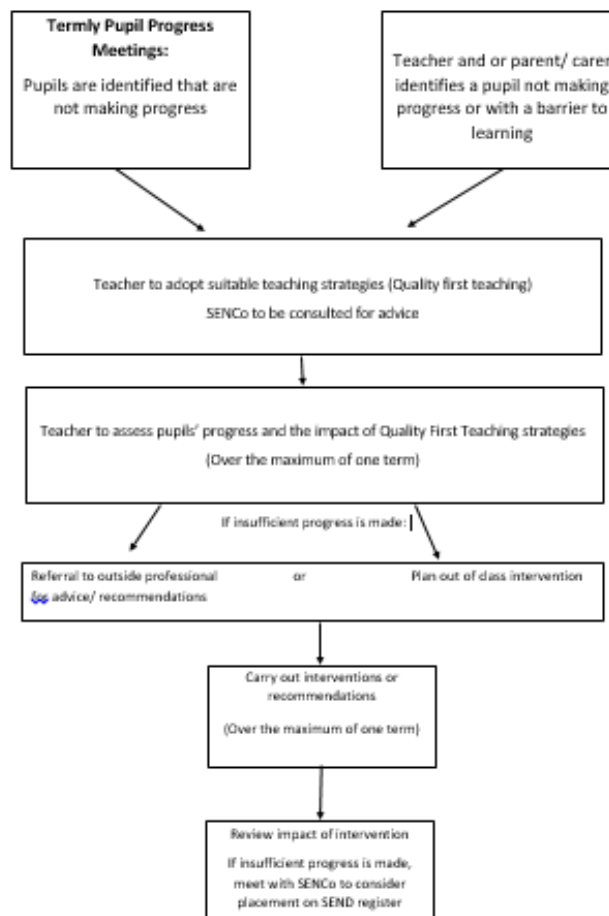 Termly Pupil Progress
Meetings:
Pupils are identified that are
not making progress
Teacher and or parent/ carer
identifies a pupil not making
progress or with a barrier to
learning
Teacher to adopt suitable teaching strategies (Quality first teaching)
SENCo to be consulted for advice
Teacher to assess pupils' progress and the impact of Quality First Teaching strategies
(Over the maximum of one term)
If insufficient progress is made:
Referral to outside professional or Plan out of class intervention
for advice/ recommendations
Carry out interventions or
recommendations
(Over the maximum of one term)
Review impact of intervention
If insufficient progress is made,
meet with SENCo to consider
placement on SEND register